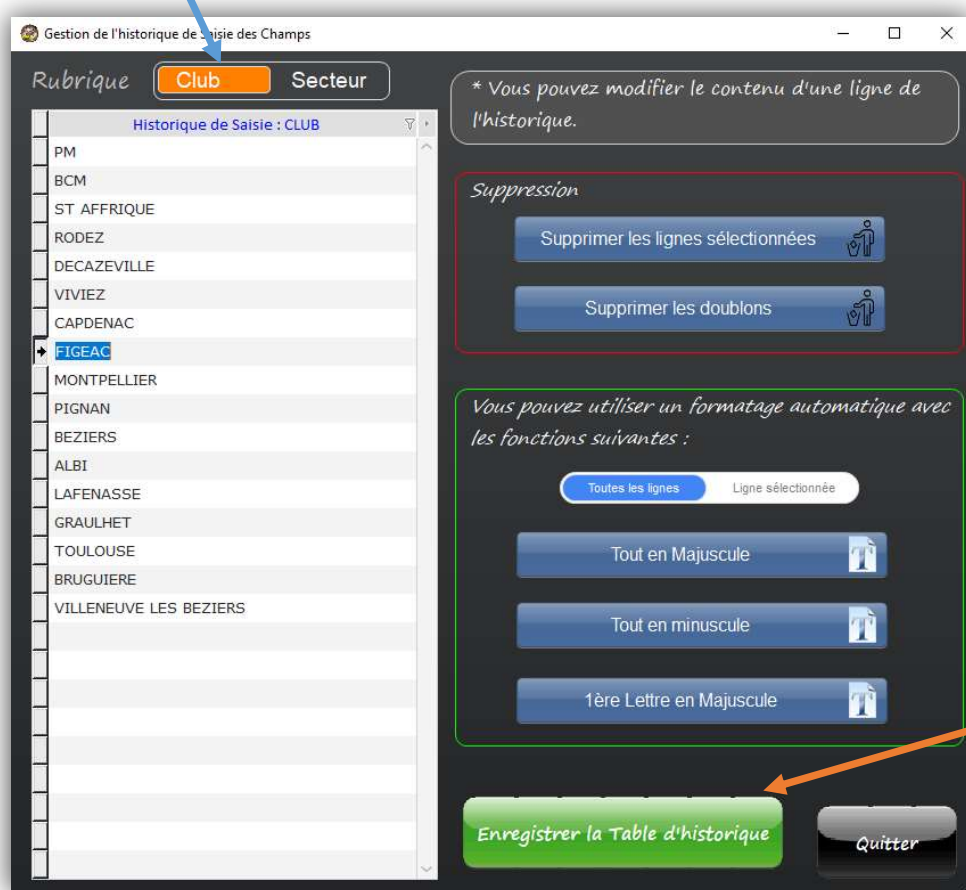 Gestion de l'historique de Saisie des Champs
Rubrique Club Secteur
Historique de Saisie : CLUB
PM
BCM
ST AFFRIQUE
RODEZ
DECAZEVILLE
VIVIEZ
CAPDENAC
FIGEAC
MONTPELLIER
PIGNAN
BEZIERS
ALBI
LAFENASSE
GRAULHET
TOULOUSE
BRUGUIERE
VILLENEUVE LES BEZIERS
* Vous pouvez modifier le contenu d'une ligne de
l'historique.
Suppression
Supprimer les lignes sélectionnées
Supprimer les doublons
Vous pouvez utiliser un formatage automatique avec
les fonctions suivantes :
Toutes les lignes Ligne sélectionnée
Tout en Majuscule
Tout en minuscule
1ère Lettre en Majuscule
Enregistrer la Table d'historique
Quitter